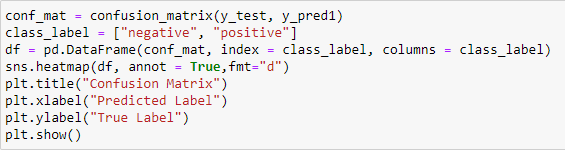 conf_mat = confusion_matrix(y_test, y_pred1)
class_label = ["negative", "positive"]
df = pd.DataFrame(conf_mat, index = class_label, columns = class_label)
sns.heatmap(df, annot = True,fmt="d")
plt.title("Confusion Matrix")
plt.xlabel("Predicted Label")
plt.ylabel("True Label")
plt.show()